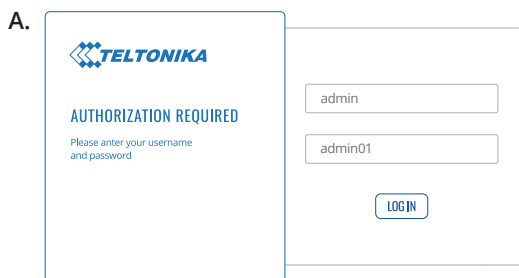 A.
TELTONIKA
AUTHORIZATION REQUIRED
Please anter your username
and password
admin
admin01
LOG IN